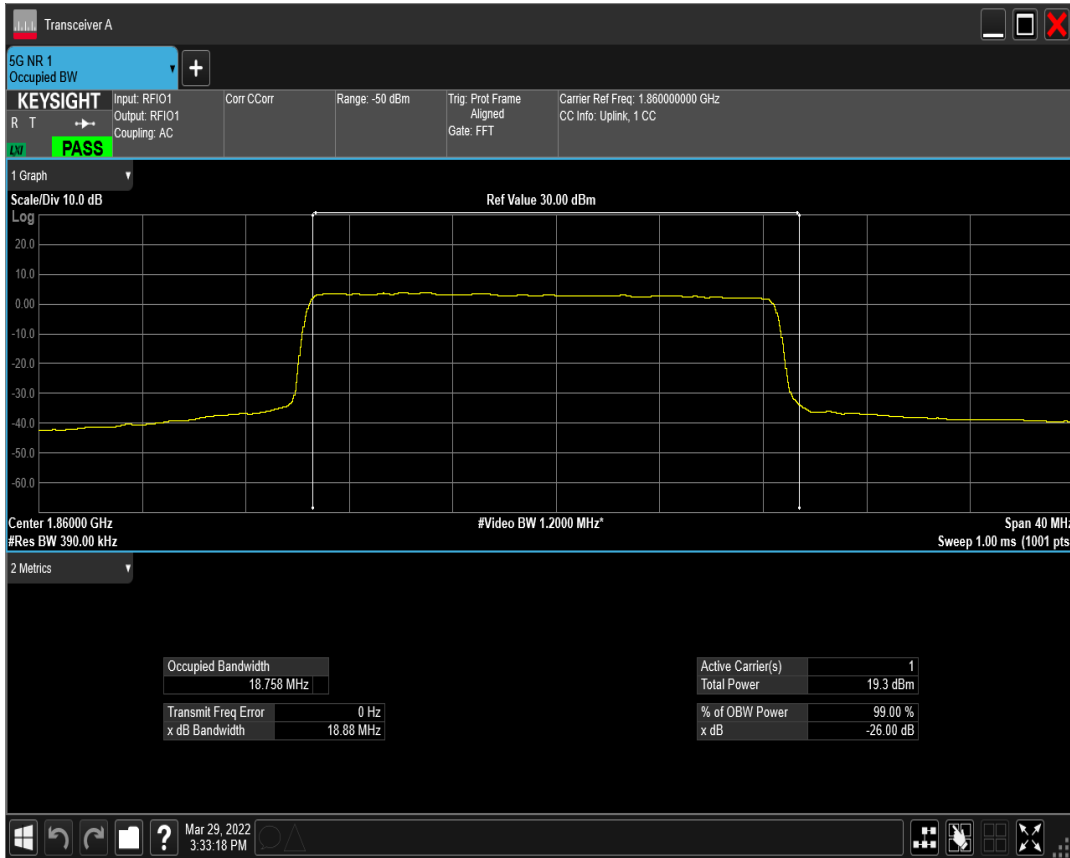 Transceiver A
5G NR 1
Occupied BW
KEYSIGHT
R T
LXI
PASS
Input: RFIO1
Output: RFIO1
Coupling: AC
Corr CCorr
Range: -50 dBm
Trig: Prot Frame
Aligned
Gate: FFT
Carrier Ref Freq: 1.860000000 GHz
CC Info: Uplink, 1 CC
1 Graph
Scale/Div 10.0 dB
Ref Value 30.00 dBm
Log
20.0
10.0
0.00
-10.0
-20.0
-30.0
-40.0
-50.0
-60.0
Center 1.86000 GHz
#Video BW 1.2000 MHz*
Span 40 MHz
#Res BW 390.00 kHz
Sweep 1.00 ms (1001 pts
2 Metrics
Occupied Bandwidth
18.758 MHz
Transmit Freq Error 0 Hz
x dB Bandwidth 18.88 MHz
Active Carrier(s) 1
Total Power 19.3 dBm
% of OBW Power 99.00 %
x dB -26.00 dB
?
Mar 29, 2022
3:33:18 PM